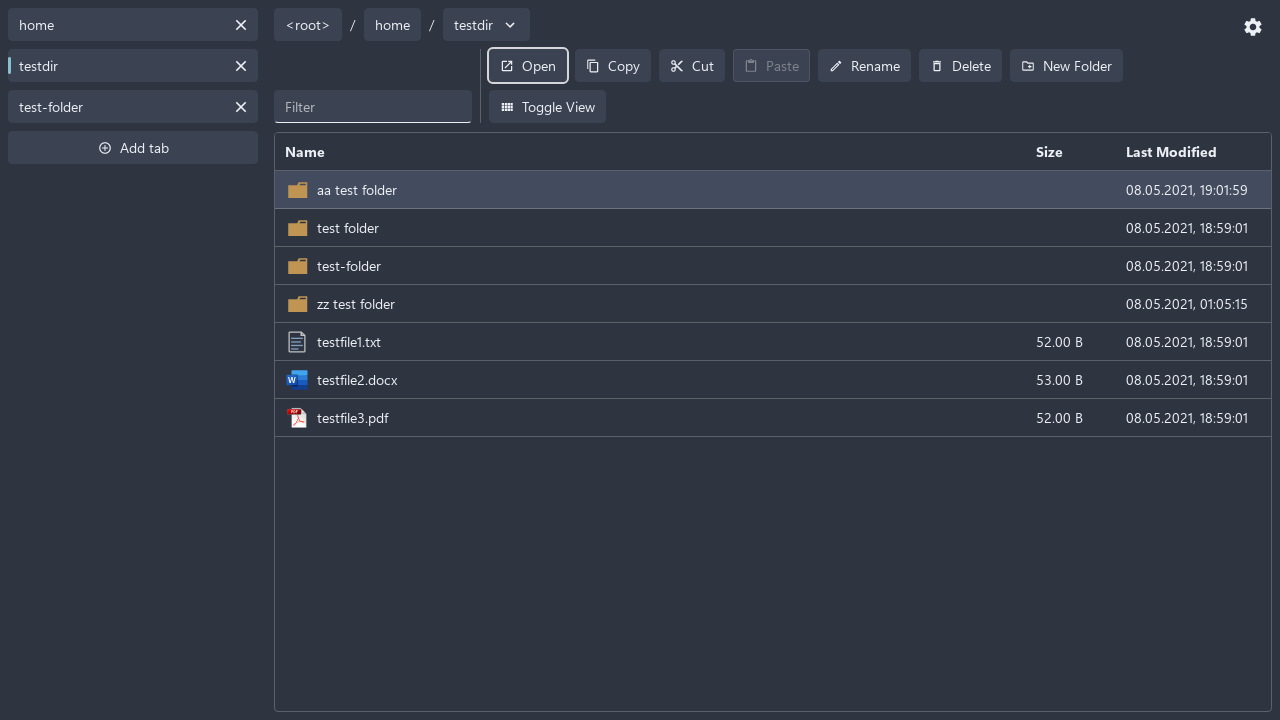 home
testdir
test-folder
Add tab
<root> / home / testdir
Open Copy Cut Paste Rename Delete New Folder
Filter Toggle View
Name Size Last Modified
aa test folder 08.05.2021, 19:01:59
test folder 08.05.2021, 18:59:01
test-folder 08.05.2021, 18:59:01
zz test folder 08.05.2021, 01:05:15
testfile1.txt 52.00 B 08.05.2021, 18:59:01
W testfile2.docx 53.00 B 08.05.2021, 18:59:01
PDF testfile3.pdf 52.00 B 08.05.2021, 18:59:01